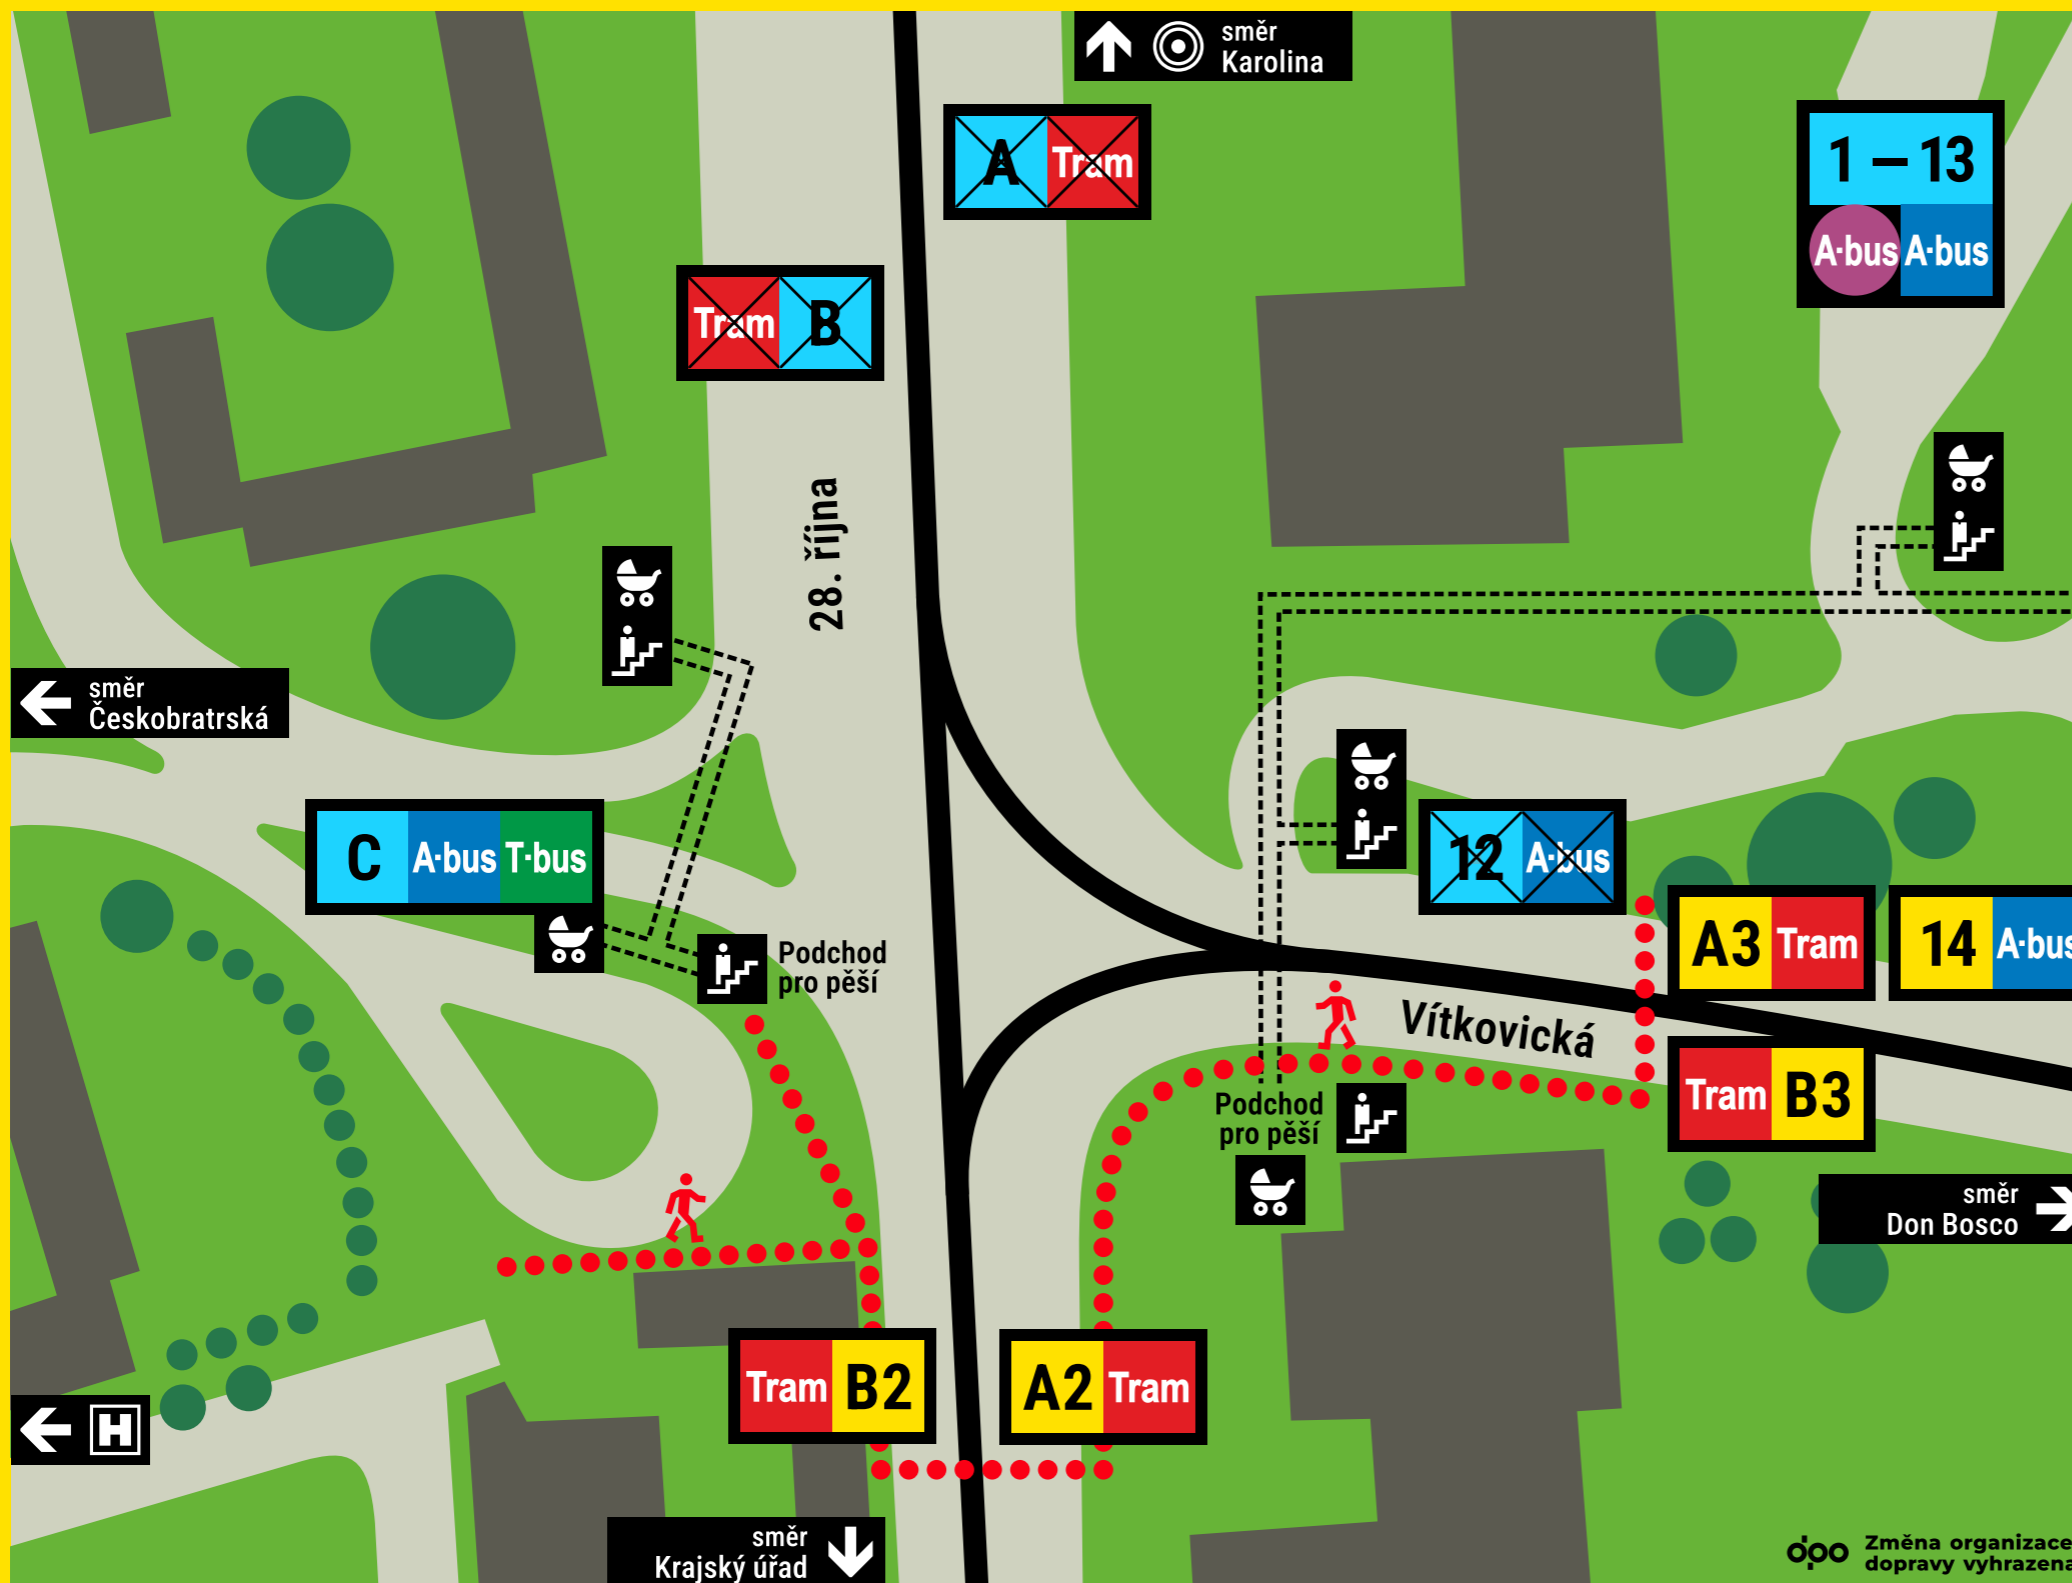 směr
Karolina
A Tram
1 – 13
A·bus A·bus
Tram B
28. října
směr
Českobratrská
C A·bus T·bus
12 A·bus
A3 Tram
14 A·bus
Podchod
pro pěší
Vítkovická
Tram B3
Podchod
pro pěší
směr
Don Bosco
Tram B2
A2 Tram
H
směr
Krajský úřad
dpo
Změna organizace
dopravy vyhrazena